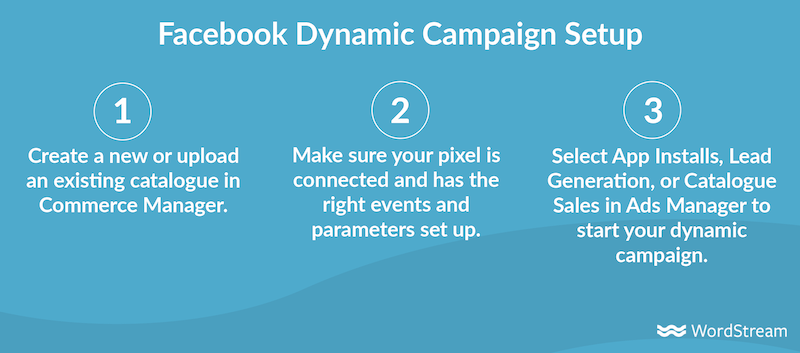 Facebook Dynamic Campaign Setup
1
Create a new or upload
an existing catalogue in
Commerce Manager.
2
Make sure your pixel is
connected and has the
right events and
parameters set up.
3
Select App Installs, Lead
Generation, or Catalogue
Sales in Ads Manager to
start your dynamic
campaign.
WordStream